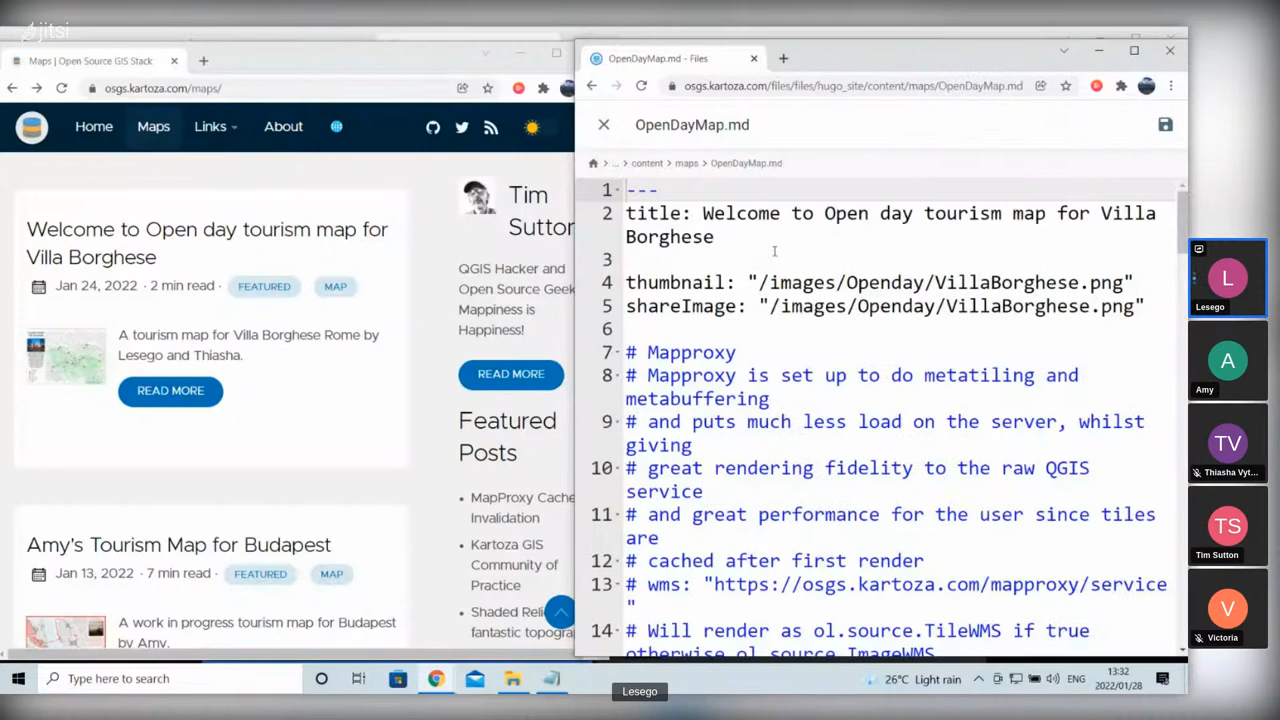 jitsi
Maps | Open Source GIS Stack
osgs.kartoza.com/maps/
Home Maps Links About
Welcome to Open day tourism map for
Villa Borghese
Jan 24, 2022 · 2 min read FEATURED MAP
A tourism map for Villa Borghese Rome by
Lesego and Thiasha.
READ MORE
Amy's Tourism Map for Budapest
Jan 13, 2022 · 7 min read FEATURED MAP
A work in progress tourism map for Budapest
by Amy.
Tim
Sutton
QGIS Hacker and
Open Source Geek
Mappiness is
Happiness!
READ MORE
Featured
Posts
MapProxy Cache
Invalidation
Kartoza GIS
Community of
Practice
Shaded Relie
fantastic topogra
OpenDayMap.md - Files
osgs.kartoza.com/files/files/hugo_site/content/maps/OpenDayMap.md
OpenDayMap.md
... content maps OpenDayMap.md
1 ---
2 title: Welcome to Open day tourism map for Villa
Borghese
3
4 thumbnail: "/images/Openday/VillaBorghese.png"
5 shareImage: "/images/Openday/VillaBorghese.png"
6
7 # Mapproxy
8 # Mapproxy is set up to do metatiling and
metabuffering
9 # and puts much less load on the server, whilst
giving
10 # great rendering fidelity to the raw QGIS
service
11 # and great performance for the user since tiles
are
12 # cached after first render
13 # wms: "https://osgs.kartoza.com/mapproxy/service
"
14 # Will render as ol.source.TileWMS if true
otherwise ol.source.ImageWMS
L
Lesego
A
Amy
TV
Thiasha Vyt...
TS
Tim Sutton
V
Victoria
Type here to search
26°C Light rain
ENG
13:32
2022/01/28
Lesego